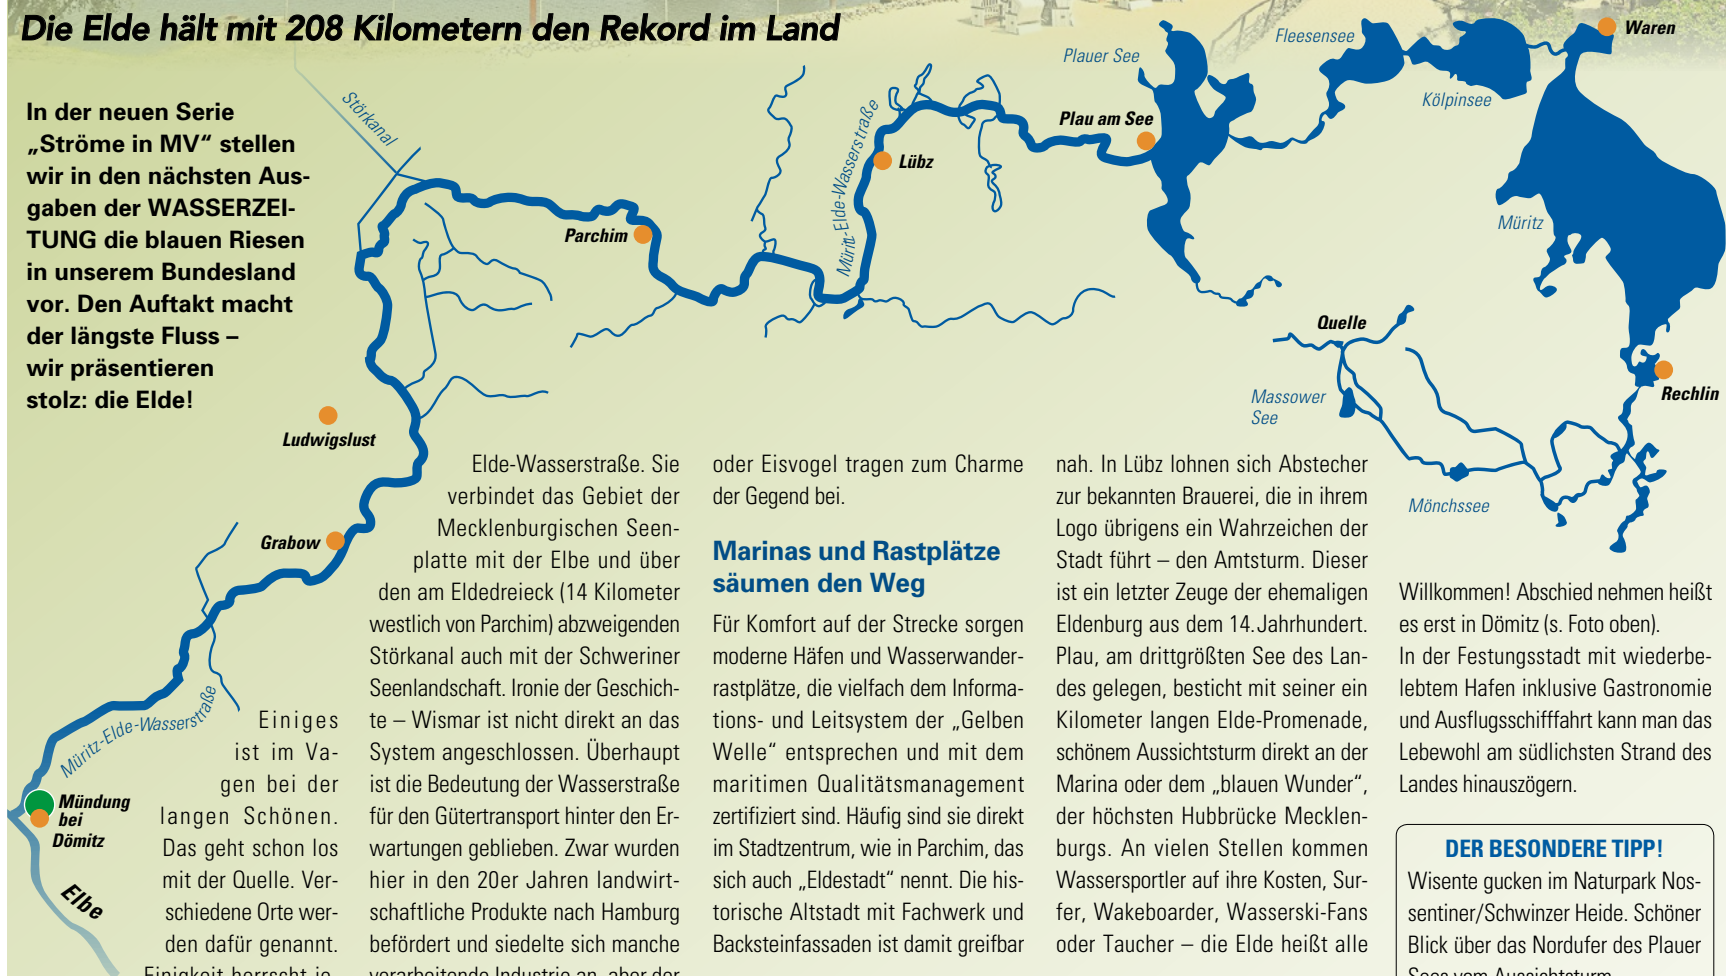 Die Elde hält mit 208 Kilometern den Rekord im Land
In der neuen Serie
„Ströme in MV“ stellen
wir in den nächsten Aus-
gaben der WASSERZEI-
TUNG die blauen Riesen
in unserem Bundesland
vor. Den Auftakt macht
der längste Fluss –
wir präsentieren
stolz: die Elde!
Störkanal
Parchim
Müritz-Elde-Wasserstraße
Lübz
Plauer See
Plau am See
Fleesensee
Kölpinsee
Waren
Müritz
Quelle
Massower
See
Mönchssee
Rechlin
Ludwigslust
Grabow
Müritz-Elde-Wasserstraße
Mündung
bei
Dömitz
Elbe
Einiges
ist im Va-
gen bei der
langen Schönen.
Das geht schon los
mit der Quelle. Ver-
schiedene Orte wer-
den dafür genannt.
Einigkeit herrscht je-
Elde-Wasserstraße. Sie
verbindet das Gebiet der
Mecklenburgischen Seen-
platte mit der Elbe und über
den am Eldedreieck (14 Kilometer
westlich von Parchim) abzweigenden
Störkanal auch mit der Schweriner
Seenlandschaft. Ironie der Geschich-
te – Wismar ist nicht direkt an das
System angeschlossen. Überhaupt
ist die Bedeutung der Wasserstraße
für den Gütertransport hinter den Er-
wartungen geblieben. Zwar wurden
hier in den 20er Jahren landwirt-
schaftliche Produkte nach Hamburg
befördert und siedelte sich manche
verarbeitende Industrie an, aber der
oder Eisvogel tragen zum Charme
der Gegend bei.
Marinas und Rastplätze
säumen den Weg
Für Komfort auf der Strecke sorgen
moderne Häfen und Wasserwander-
rastplätze, die vielfach dem Informa-
tions- und Leitsystem der „Gelben
Welle“ entsprechen und mit dem
maritimen Qualitätsmanagement
zertifiziert sind. Häufig sind sie direkt
im Stadtzentrum, wie in Parchim, das
sich auch „Eldestadt“ nennt. Die his-
torische Altstadt mit Fachwerk und
Backsteinfassaden ist damit greifbar
nah. In Lübz lohnen sich Abstecher
zur bekannten Brauerei, die in ihrem
Logo übrigens ein Wahrzeichen der
Stadt führt – den Amtsturm. Dieser
ist ein letzter Zeuge der ehemaligen
Eldenburg aus dem 14. Jahrhundert.
Plau, am drittgrößten See des Lan-
des gelegen, besticht mit seiner ein
Kilometer langen Elde-Promenade,
schönem Aussichtsturm direkt an der
Marina oder dem „blauen Wunder“,
der höchsten Hubbrücke Mecklen-
burgs. An vielen Stellen kommen
Wassersportler auf ihre Kosten, Sur-
fer, Wakeboarder, Wasserski-Fans
oder Taucher – die Elde heißt alle
Willkommen! Abschied nehmen heißt
es erst in Dömitz (s. Foto oben).
In der Festungsstadt mit wiederbe-
lebtem Hafen inklusive Gastronomie
und Ausflugsschifffahrt kann man das
Lebewohl am südlichsten Strand des
Landes hinauszögern.
DER BESONDERE TIPP!
Wisente gucken im Naturpark Nos-
sentiner/Schwinzer Heide. Schöner
Blick über das Nordufer des Plauer
Sees vom Aussichtsturm